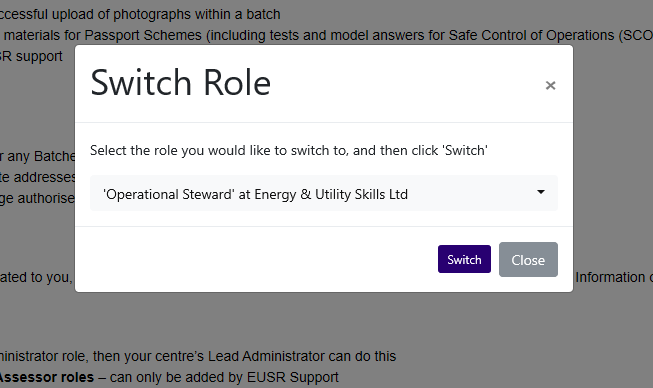 ccessful upload of photographs within a batch
materials for Passport Schemes (including tests and model answers for Safe Control of Operations (SCO
SR support
Switch Role
×
r any Batche
Select the role you would like to switch to, and then click 'Switch'
te addresses
'Operational Steward' at Energy & Utility Skills Ltd
ge authorise
Switch
Close
ated to you,
Information o
ministrator role, then your centre's Lead Administrator can do this
Assessor roles – can only be added by EUSR Support